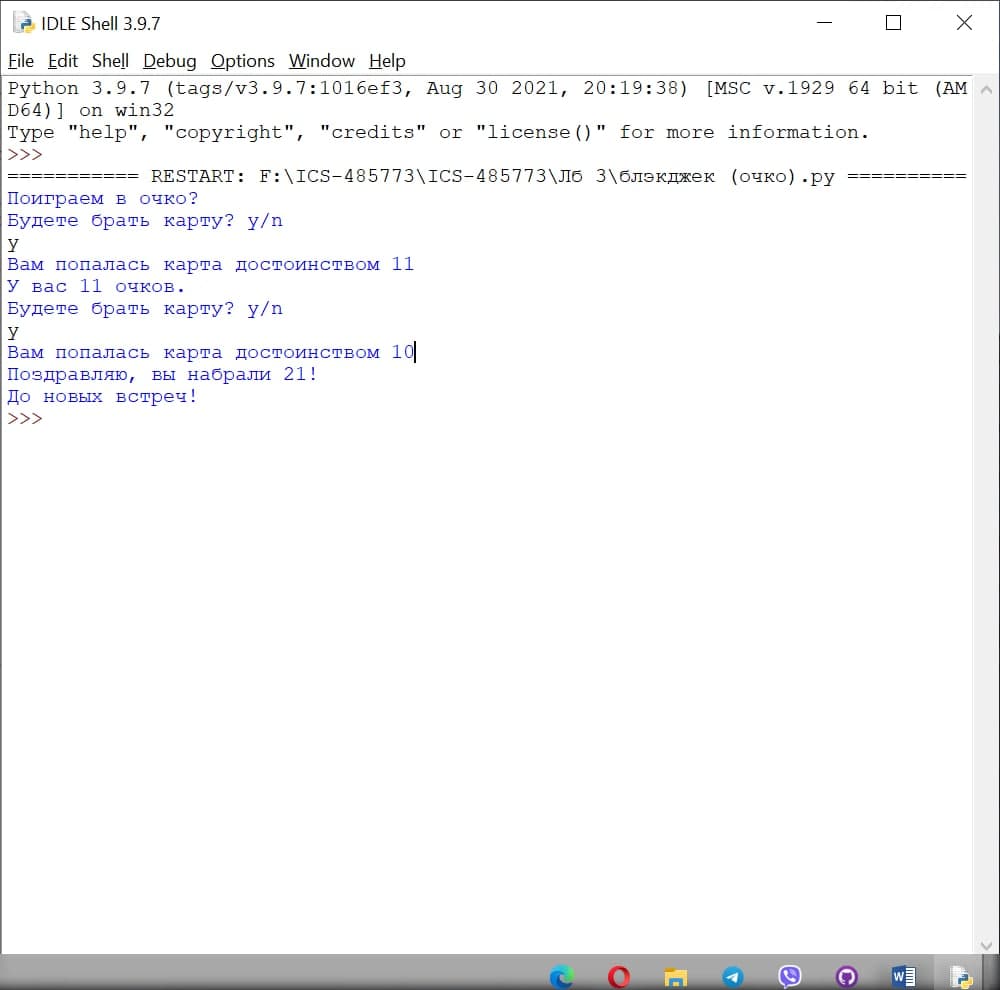 IDLE Shell 3.9.7
File Edit Shell Debug Options Window Help
Python 3.9.7 (tags/v3.9.7:1016ef3, Aug 30 2021, 20:19:38) [MSC v.1929 64 bit (AM
D64)] on win32
Type "help", "copyright", "credits" or "license()" for more information.
>>>
=========== RESTART: F:\ICS-485773\ICS-485773\Лб 3\блэкджек (очко).py ==========
Поиграем в очко?
Будете брать карту? y/n
y
Вам попалась карта достоинством 11
У вас 11 очков.
Будете брать карту? y/n
y
Вам попалась карта достоинством 10
Поздравляю, вы набрали 21!
До новых встреч!
>>>